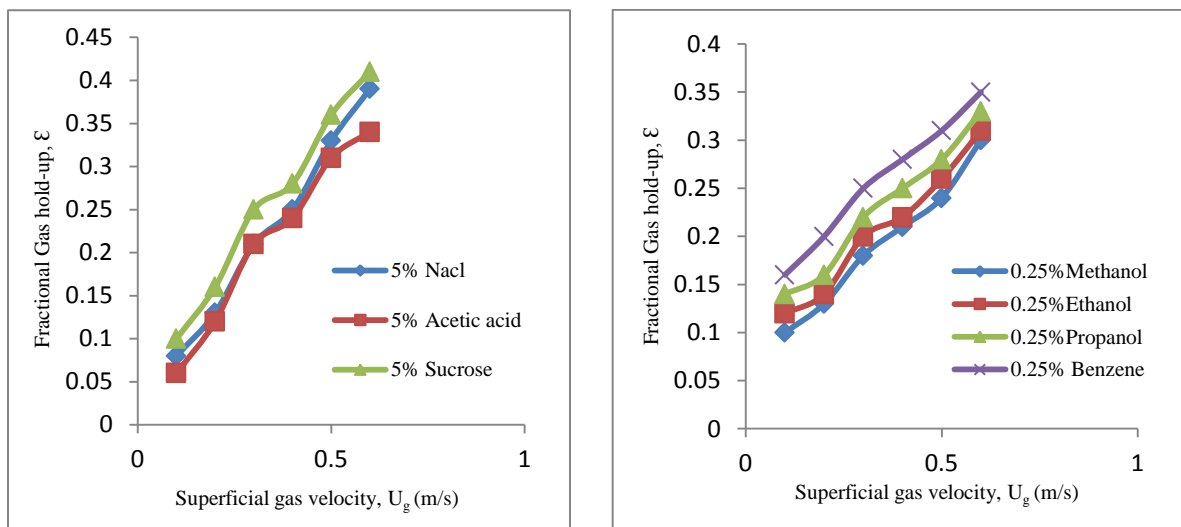 Fractional Gas hold-up, Ɛ
0.45
0.4
0.35
0.3
0.25
0.2
0.15
0.1
0.05
0
0
0.5
1
Superficial gas velocity, Ug (m/s)
5% Nacl
5% Acetic acid
5% Sucrose
Fractional Gas hold-up, Ɛ
0.4
0.35
0.3
0.25
0.2
0.15
0.1
0.05
0
0
0.5
1
Superficial gas velocity, Ug (m/s)
0.25%Methanol
0.25%Ethanol
0.25%Propanol
0.25% Benzene